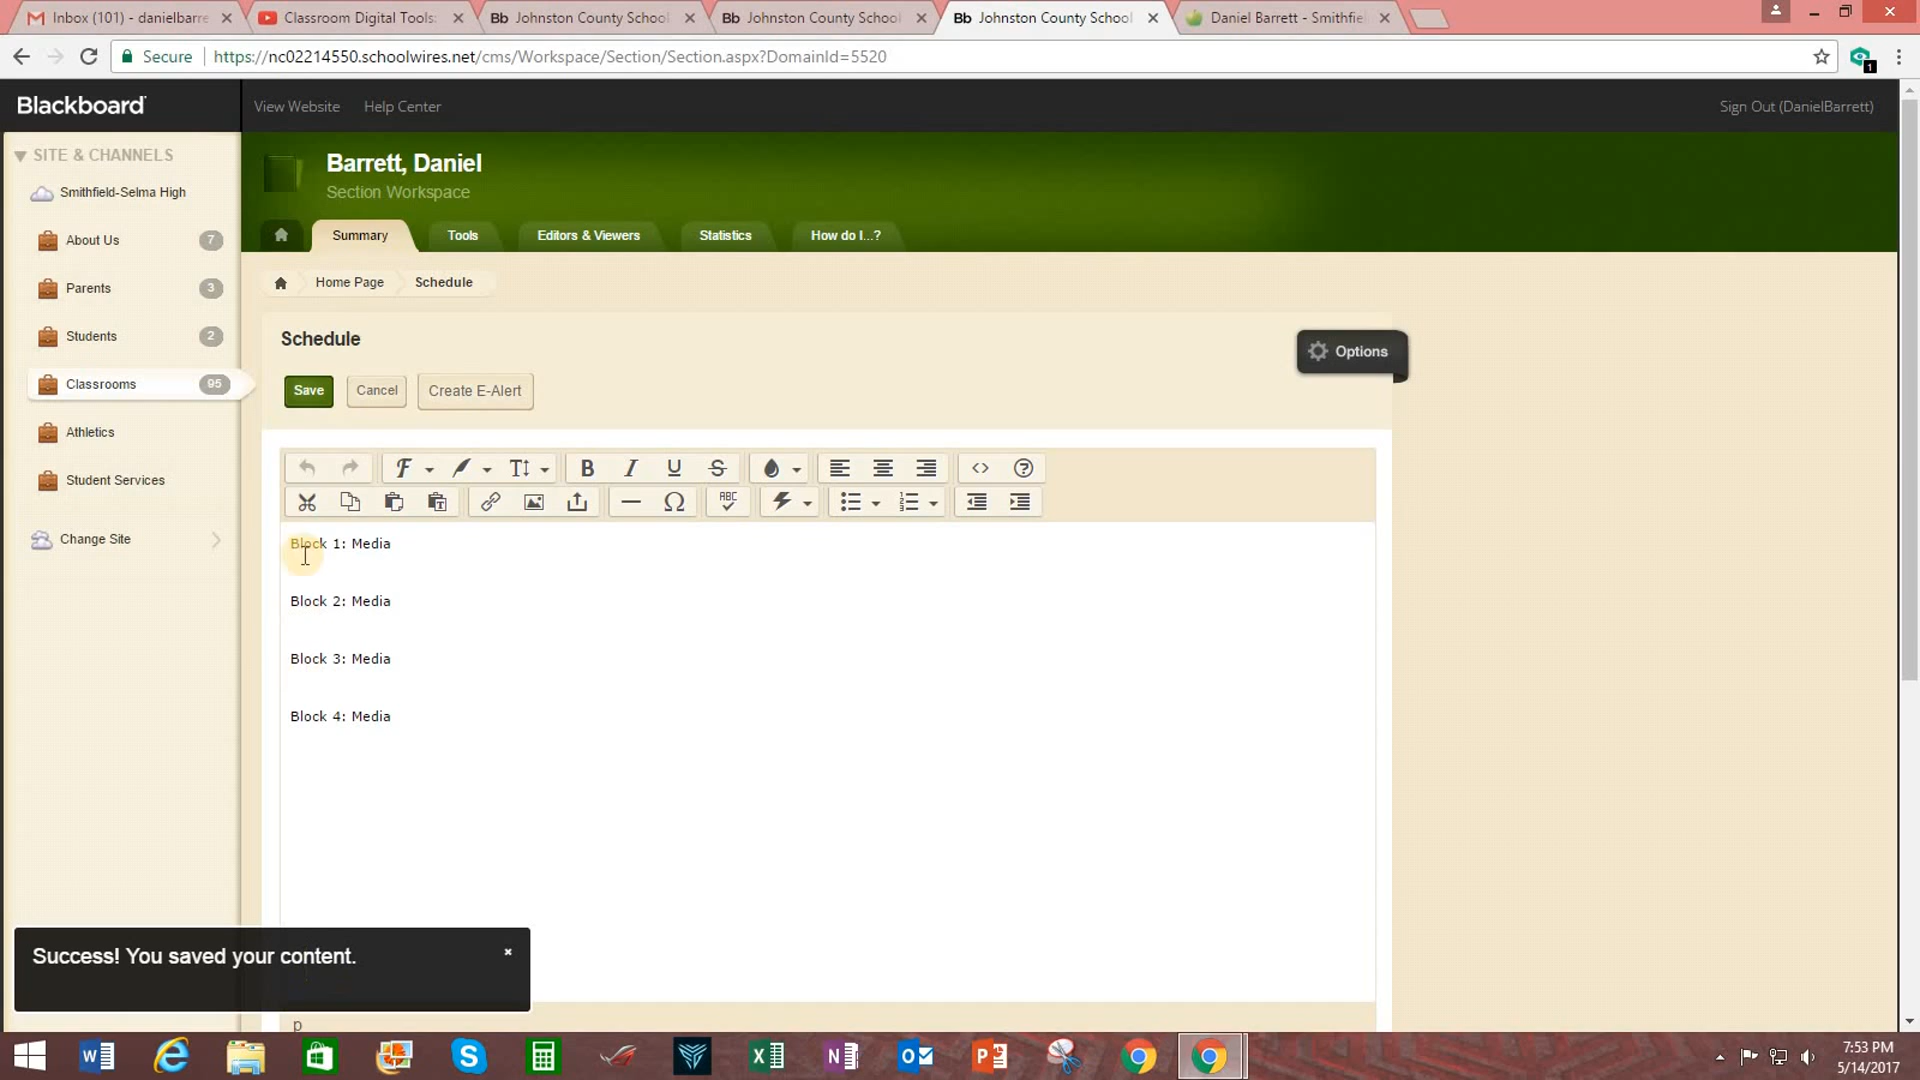 Inbox (101) - danielbarre
Classroom Digital Tools:
Bb Johnston County School
Bb Johnston County School
Bb Johnston County School
Daniel Barrett - Smithfie
Secure
https://nc02214550.schoolwires.net/cms/Workspace/Section/Section.aspx?DomainId=5520
1
Blackboard
View Website
Help Center
Sign Out (DanielBarrett)
SITE & CHANNELS
Smithfield-Selma High
About Us 7
Parents 3
Students 2
Classrooms 95
Athletics
Student Services
Change Site
Barrett, Daniel
Section Workspace
Summary
Tools
Editors & Viewers
Statistics
How do I...?
Home Page
Schedule
Schedule
Options
Save
Cancel
Create E-Alert
ABC
Block 1: Media
Block 2: Media
Block 3: Media
Block 4: Media
Success! You saved your content.
p
7:53 PM
5/14/2017